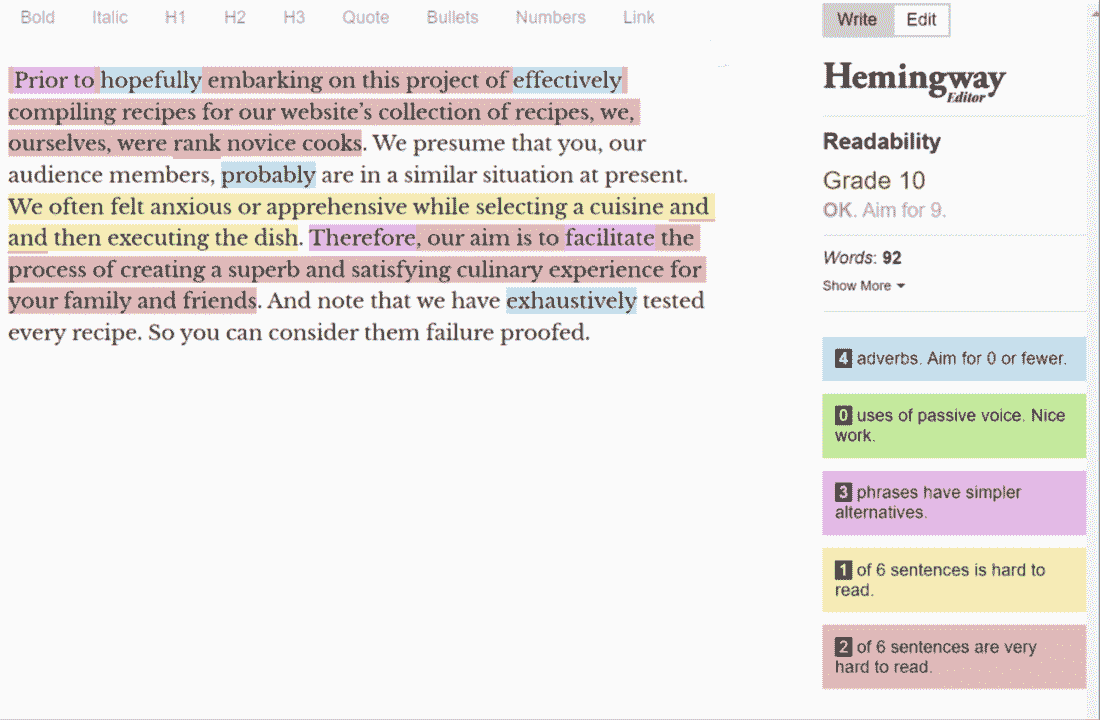 Bold Italic H1 H2 H3 Quote Bullets Numbers Link
Prior to hopefully embarking on this project of effectively
compiling recipes for our website’s collection of recipes, we,
ourselves, were rank novice cooks. We presume that you, our
audience members, probably are in a similar situation at present.
We often felt anxious or apprehensive while selecting a cuisine and
and then executing the dish. Therefore, our aim is to facilitate the
process of creating a superb and satisfying culinary experience for
your family and friends. And note that we have exhaustively tested
every recipe. So you can consider them failure proofed.
Write Edit
Hemingway
Editor
Readability
Grade 10
OK. Aim for 9.
Words: 92
Show More
4 adverbs. Aim for 0 or fewer.
0 uses of passive voice. Nice
work.
3 phrases have simpler
alternatives.
1 of 6 sentences is hard to
read.
2 of 6 sentences are very
hard to read.